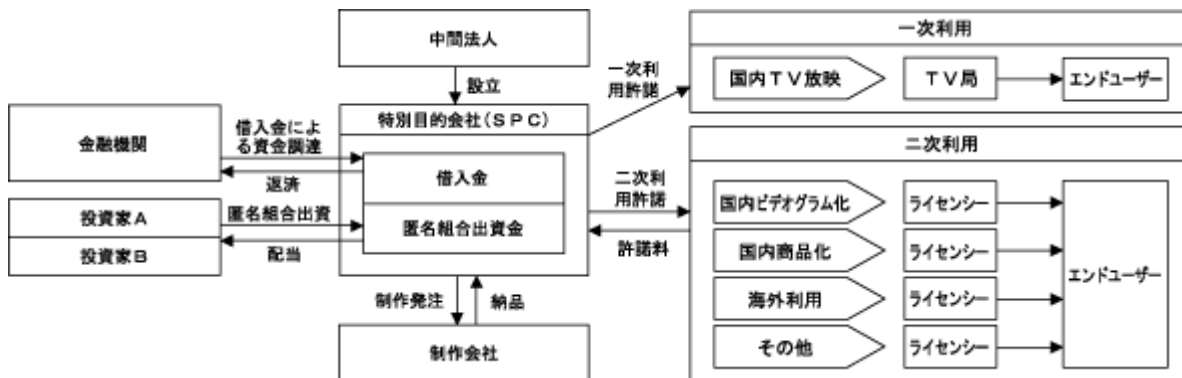 中間法人
設立
特別目的会社(SPC)
借入金
匿名組合出資金
金融機関
借入金によ
る資金調達
返済
投資家A
投資家B
匿名組合出資
配当
制作発注
納品
制作会社
一次利
用許諾
二次利
用許諾
許諾料
一次利用
国内TV放映
TV局
エンドユーザー
二次利用
国内ビデオグラム化
ライセンシー
国内商品化
ライセンシー
海外利用
ライセンシー
その他
ライセンシー
エンドユーザー